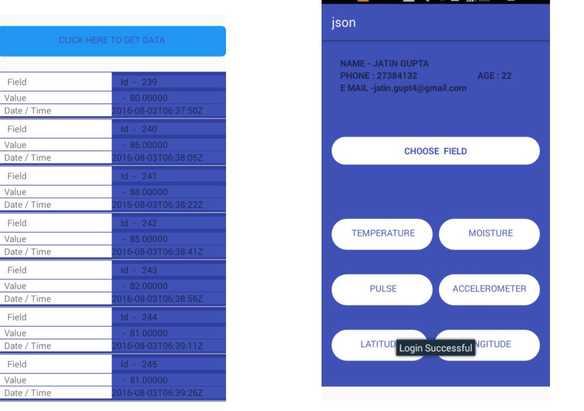 CLICK HERE TO GET DATA
Field Id - 239
Value - 80.00000
Date / Time 2016-08-03T06:37:50Z
Field Id - 240
Value - 86.00000
Date / Time 2016-08-03T06:38:05Z
Field Id - 241
Value - 88.00000
Date / Time 2016-08-03T06:38:22Z
Field Id - 242
Value - 85.00000
Date / Time 2016-08-03T06:38:41Z
Field Id - 243
Value - 82.00000
Date / Time 2016-08-03T06:38:56Z
Field Id - 244
Value - 81.00000
Date / Time 2016-08-03T06:39:11Z
Field Id - 245
Value - 81.00000
Date / Time 2016-08-03T06:39:26Z
json
NAME - JATIN GUPTA
PHONE : 27384132 AGE : 22
E MAIL -jatin.gupt4@gmail.com
CHOOSE FIELD
TEMPERATURE MOISTURE
PULSE ACCELEROMETER
LATITUD Login Successful NGITUDE